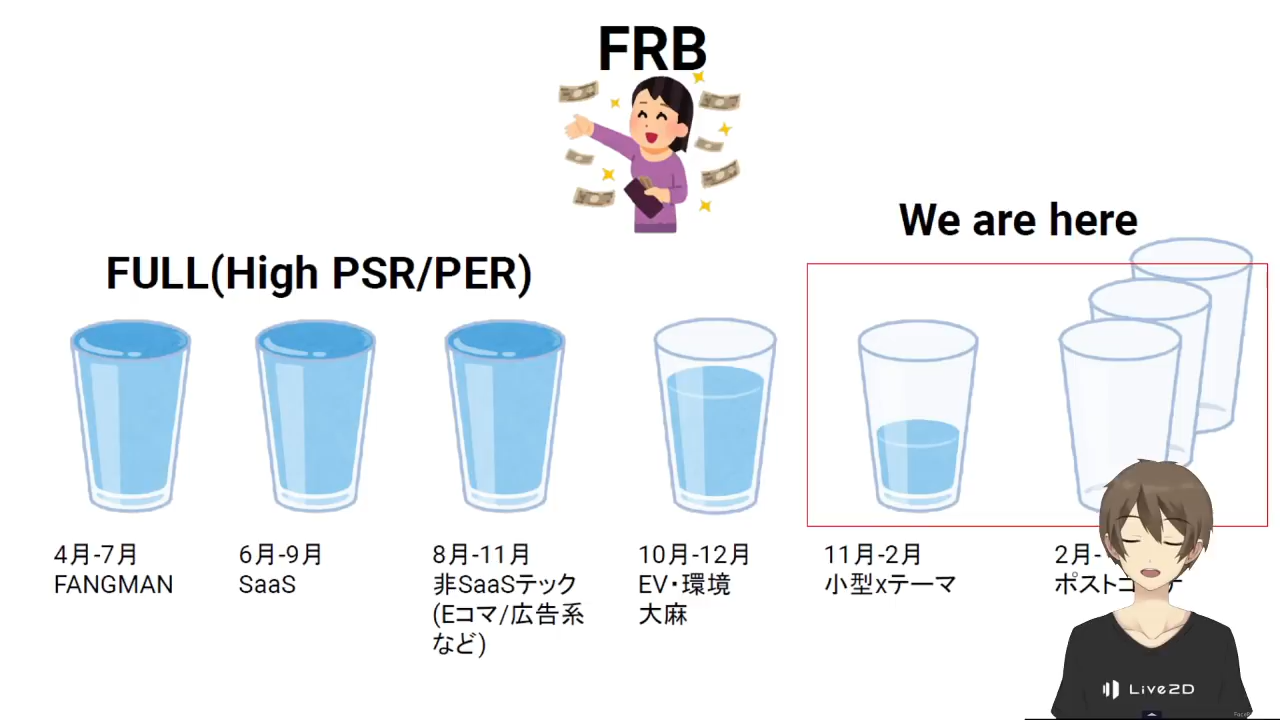 FRB
We are here
FULL(High PSR/PER)
4月-7月
FANGMAN
6月-9月
SaaS
8月-11月
非SaaSテック
(Eコマ/広告系
など)
10月-12月
EV・環境
大麻
11月-2月
小型xテーマ
2月-
ポストコ
Live2D